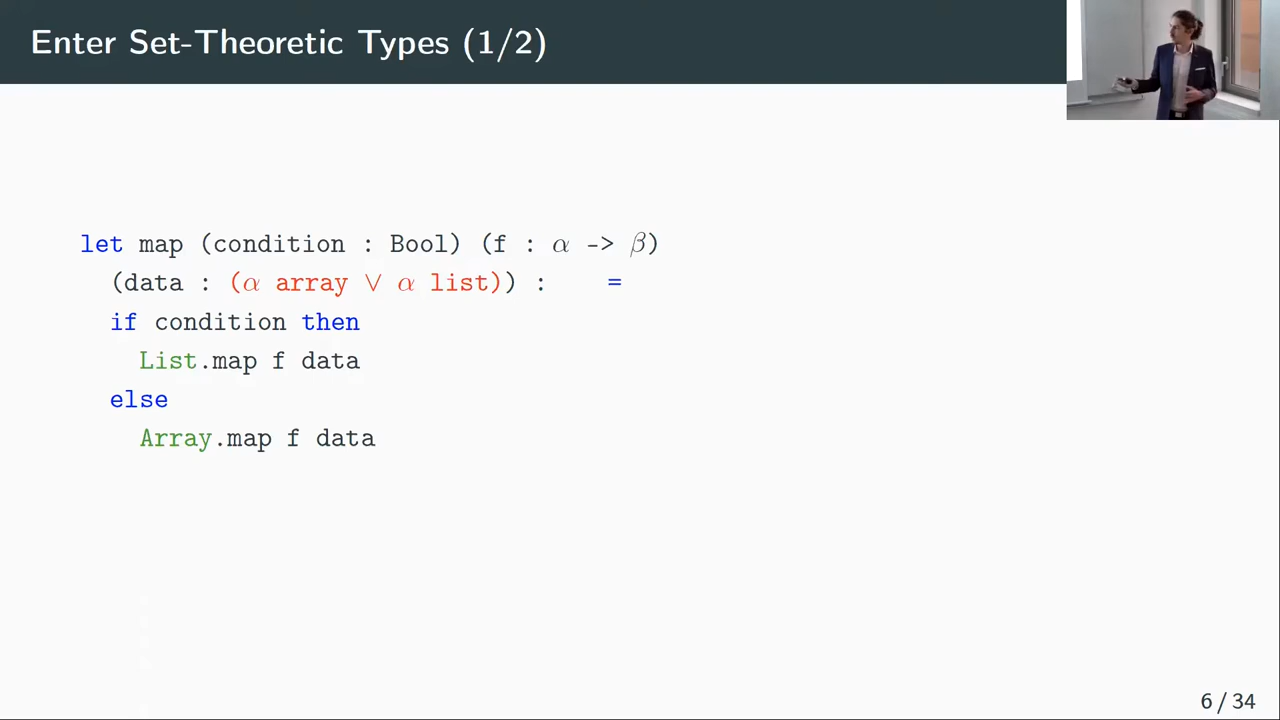 Enter Set-Theoretic Types (1/2)
let map (condition : Bool) (f : α -> β)
(data : (α array ∨ α list)) : =
if condition then
List.map f data
else
Array.map f data
6 / 34